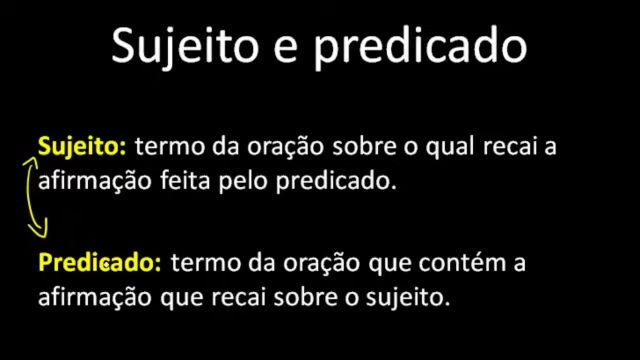 Sujeito e predicado
Sujeito: termo da oração sobre o qual recai a
afirmação feita pelo predicado.
Predicado: termo da oração que contém a
afirmação que recai sobre o sujeito.